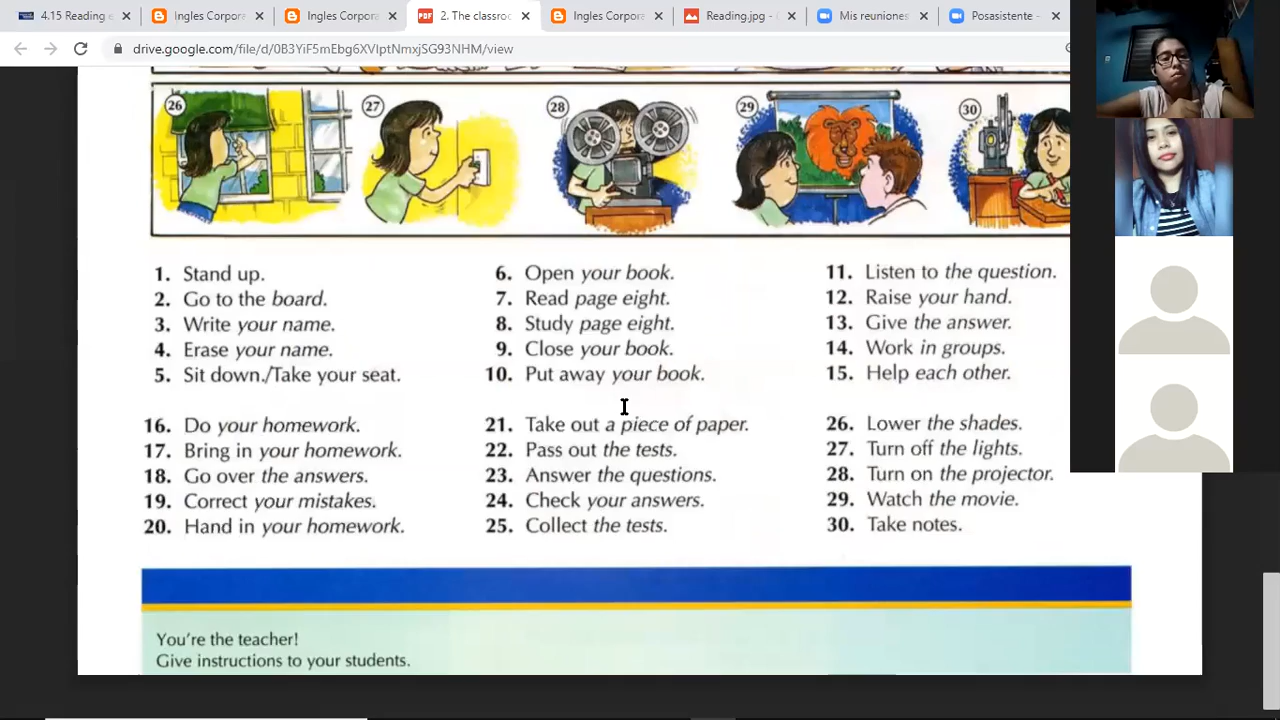 4.15 Reading e
Ingles Corpora
Ingles Corpora
2. The classroo
Ingles Corpora
Reading.jpg -
Mis reuniones
Posasistente -
drive.google.com/file/d/0B3YiF5mEbg6XVlptNmxjSG93NHM/view
26
27
28
29
30
1. Stand up.
2. Go to the board.
3. Write your name.
4. Erase your name.
5. Sit down./Take your seat.
6. Open your book.
7. Read page eight.
8. Study page eight.
9. Close your book.
10. Put away your book.
11. Listen to the question.
12. Raise your hand.
13. Give the answer.
14. Work in groups.
15. Help each other.
16. Do your homework.
17. Bring in your homework.
18. Go over the answers.
19. Correct your mistakes.
20. Hand in your homework.
21. Take out a piece of paper.
22. Pass out the tests.
23. Answer the questions.
24. Check your answers.
25. Collect the tests.
26. Lower the shades.
27. Turn off the lights.
28. Turn on the projector.
29. Watch the movie.
30. Take notes.
You're the teacher!
Give instructions to your students.